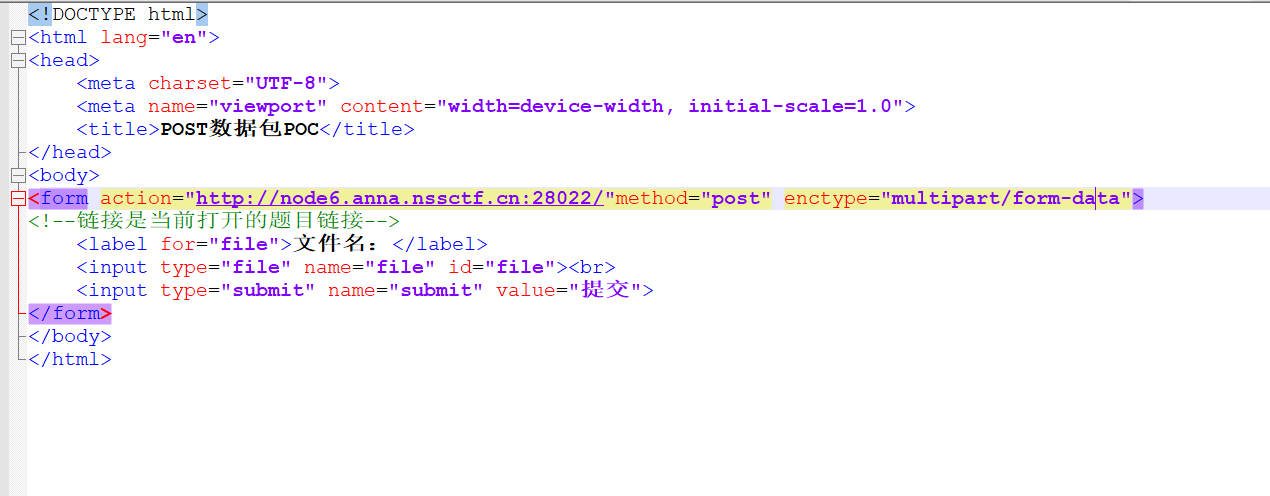 <!DOCTYPE html>
<html lang="en">
<head>
    <meta charset="UTF-8">
    <meta name="viewport" content="width=device-width, initial-scale=1.0">
    <title>POST数据包POC</title>
</head>
<body>
<form action="http://node6.anna.nssctf.cn:28022/"method="post" enctype="multipart/form-data">
<!--链接是当前打开的题目链接-->
    <label for="file">文件名：</label>
    <input type="file" name="file" id="file"><br>
    <input type="submit" name="submit" value="提交">
</form>
</body>
</html>